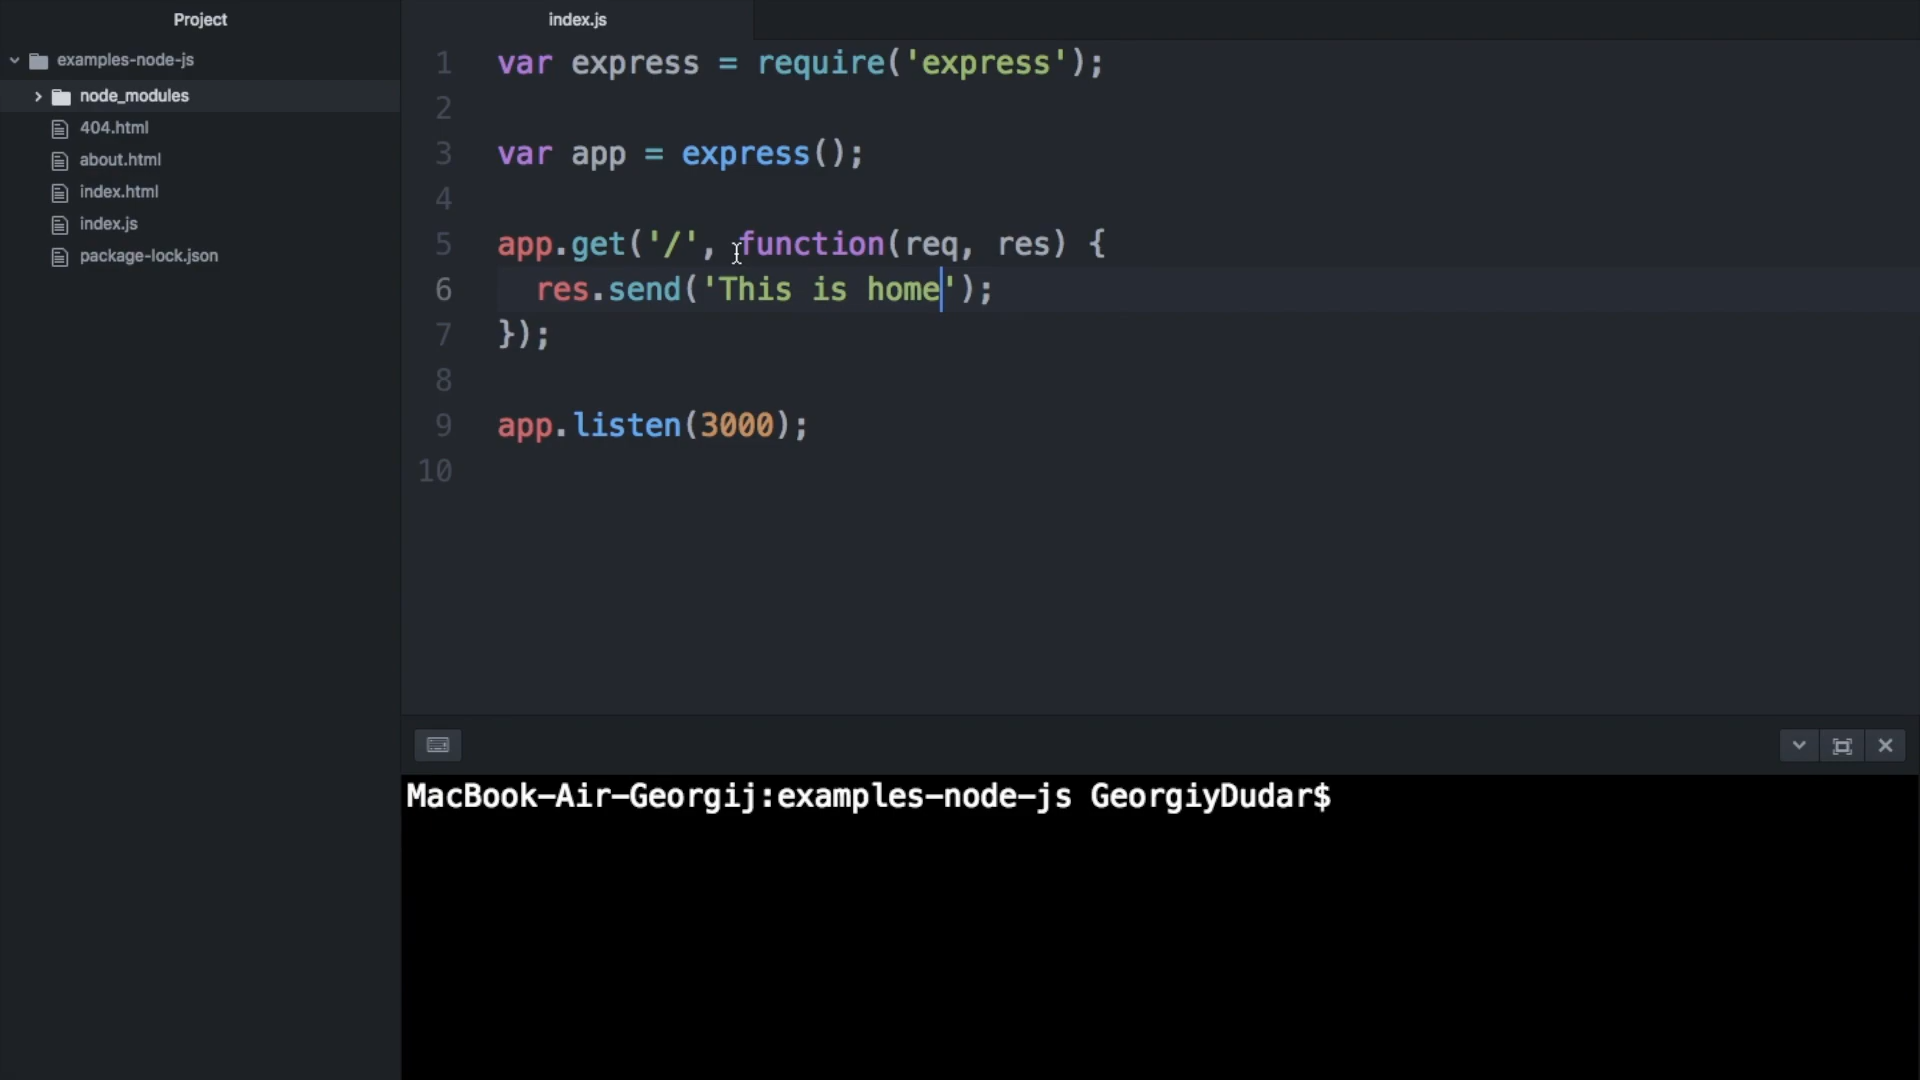 Project
examples-node-js
node_modules
404.html
about.html
index.html
index.js
package-lock.json
index.js
1 var express = require('express');
2
3 var app = express();
4
5 app.get('/', function(req, res) {
6   res.send('This is home');
7 });
8
9 app.listen(3000);
10
MacBook-Air-Georgij:examples-node-js GeorgiyDudar$